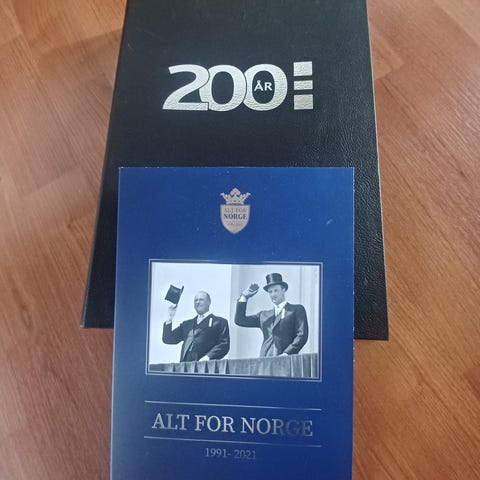 200 ÅR
ALT FOR
NORGE
ALT FOR NORGE
1991-2021